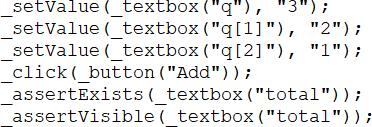 _setValue(_textbox("q"), "3");
_setValue(_textbox("q[1]"), "2");
_setValue(_textbox("q[2]"), "1");
_click(_button("Add"));
_assertExists(_textbox("total"));
_assertVisible(_textbox("total"));